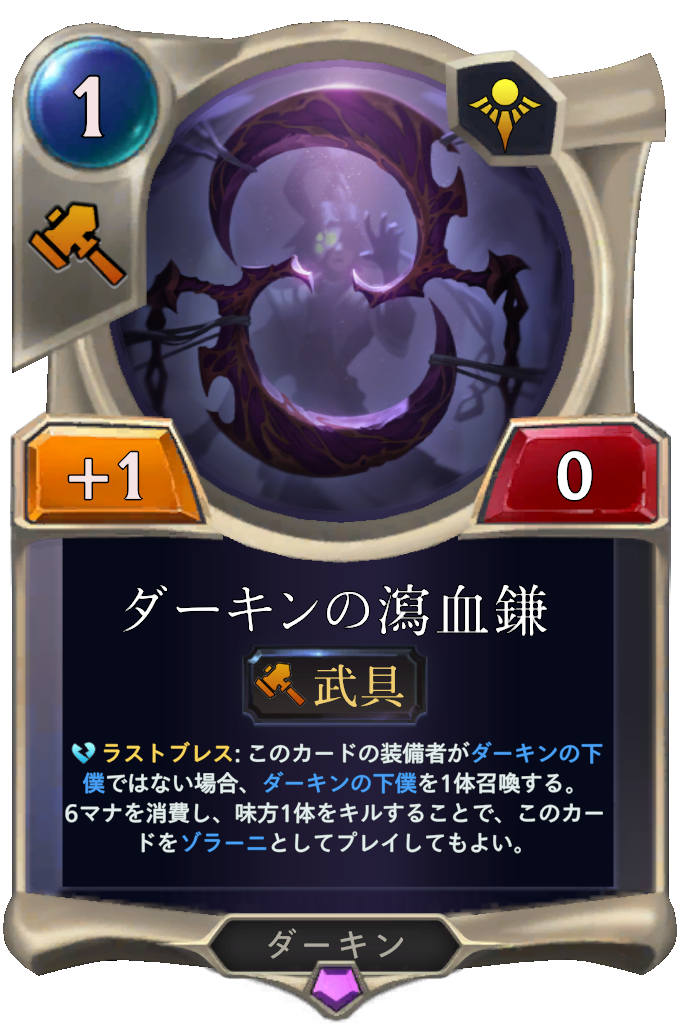 1
+1
0
ダーキンの瀉血鎌
武具
ラストブレス: このカードの装備者がダーキンの下
僕ではない場合、ダーキンの下僕を1体召喚する。
6マナを消費し、味方1体をキルすることで、このカー
ドをゾラーニとしてプレイしてもよい。
ダーキン